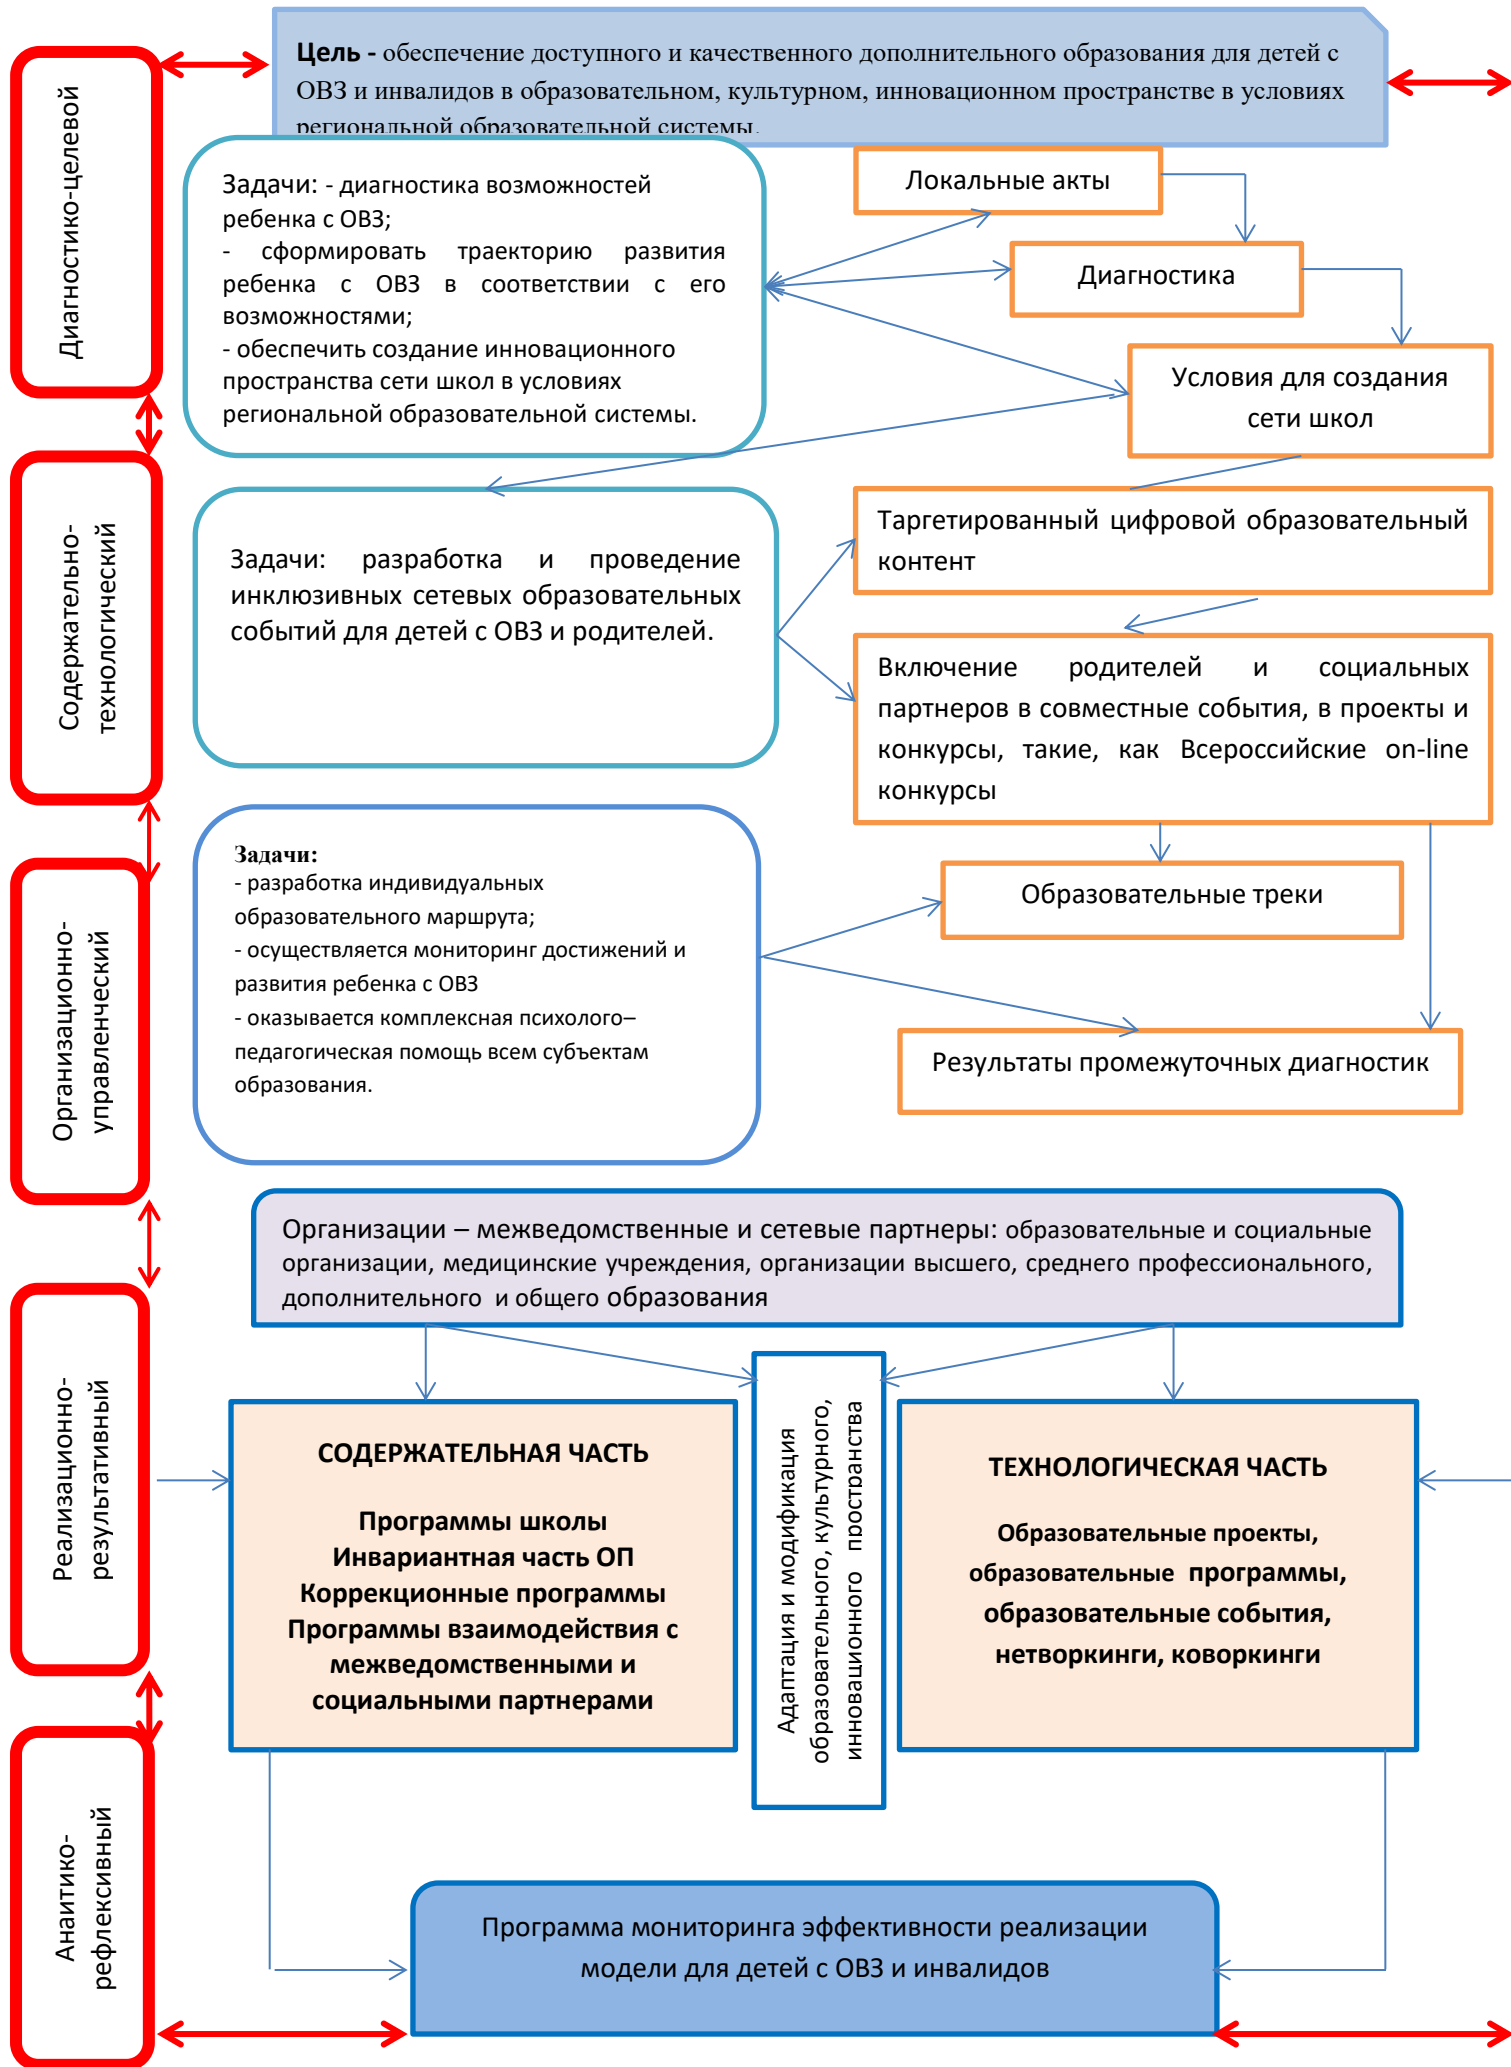 Диагностико-целевой
Цель - обеспечение доступного и качественного дополнительного образования для детей с
ОВЗ и инвалидов в образовательном, культурном, инновационном пространстве в условиях
региональной образовательной системы.
Задачи: - диагностика возможностей
ребенка с ОВЗ;
- сформировать траекторию развития
ребенка с ОВЗ в соответствии с его
возможностями;
- обеспечить создание инновационного
пространства сети школ в условиях
региональной образовательной системы.
Локальные акты
Диагностика
Условия для создания
сети школ
Содержательно-
технологический
Задачи: разработка и проведение
инклюзивных сетевых образовательных
событий для детей с ОВЗ и родителей.
Таргетированный цифровой образовательный
контент
Включение родителей и социальных
партнеров в совместные события, в проекты и
конкурсы, такие, как Всероссийские on-line
конкурсы
Организационно-
управленческий
Задачи:
- разработка индивидуальных
образовательного маршрута;
- осуществляется мониторинг достижений и
развития ребенка с ОВЗ
- оказывается комплексная психолого–
педагогическая помощь всем субъектам
образования.
Образовательные треки
Результаты промежуточных диагностик
Организации – межведомственные и сетевые партнеры: образовательные и социальные
организации, медицинские учреждения, организации высшего, среднего профессионального,
дополнительного и общего образования
Реализационно-
результативный
СОДЕРЖАТЕЛЬНАЯ ЧАСТЬ
Программы школы
Инвариантная часть ОП
Коррекционные программы
Программы взаимодействия с
межведомственными и
социальными партнерами
Адаптация и модификация
образовательного, культурного,
инновационного пространства
ТЕХНОЛОГИЧЕСКАЯ ЧАСТЬ
Образовательные проекты,
образовательные программы,
образовательные события,
нетворкинги, коворкинги
Анаитико-
рефлексивный
Программа мониторинга эффективности реализации
модели для детей с ОВЗ и инвалидов